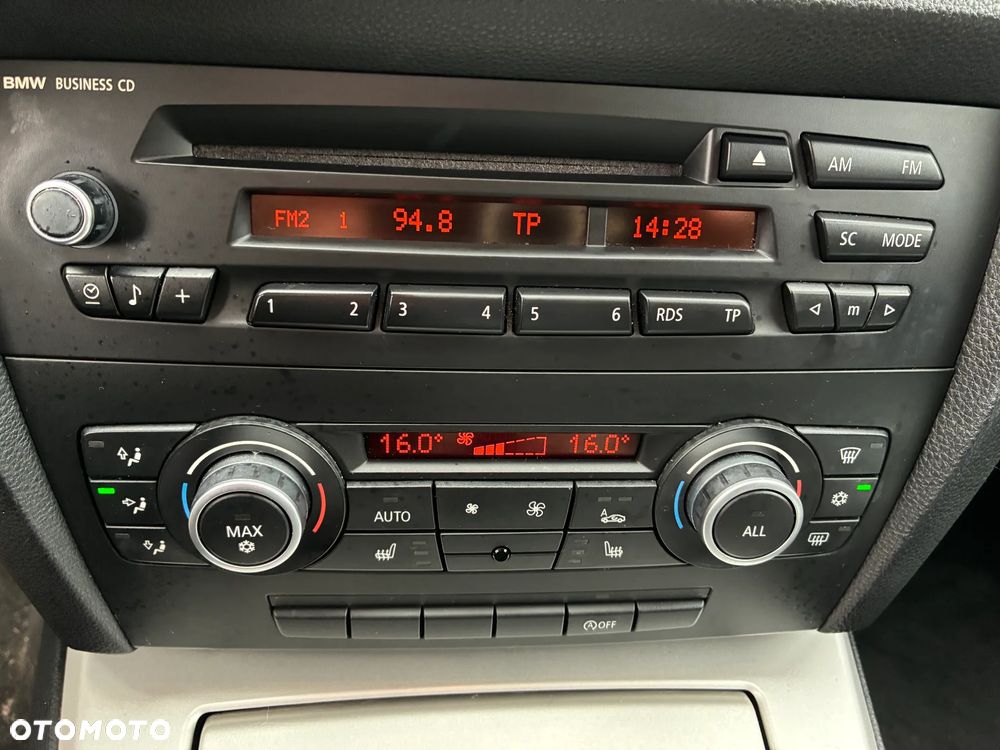 BMW BUSINESS CD
AM FM
FM2 1 94.8 TP 14:28
SC MODE
1 2 3 4 5 6 RDS TP m
16.0° 16.0°
MAX AUTO A ALL
A OFF
OTOMOTO